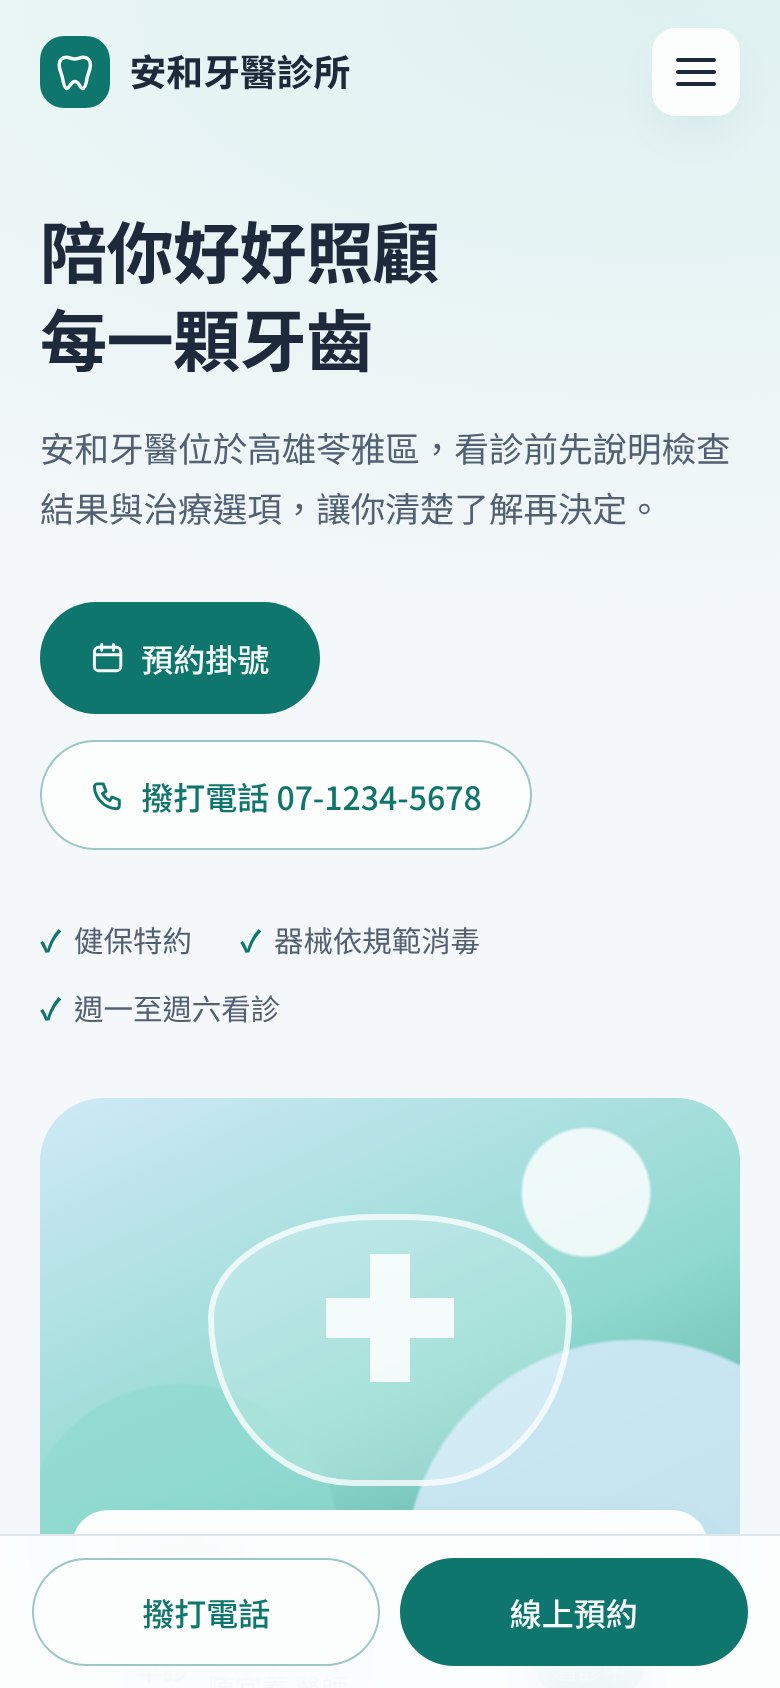 安和牙醫診所
陪你好好照顧
每一顆牙齒
安和牙醫位於高雄苓雅區，看診前先說明檢查
結果與治療選項，讓你清楚了解再決定。
預約掛號
撥打電話 07-1234-5678
✓ 健保特約 ✓ 器械依規範消毒
✓ 週一至週六看診
撥打電話 線上預約